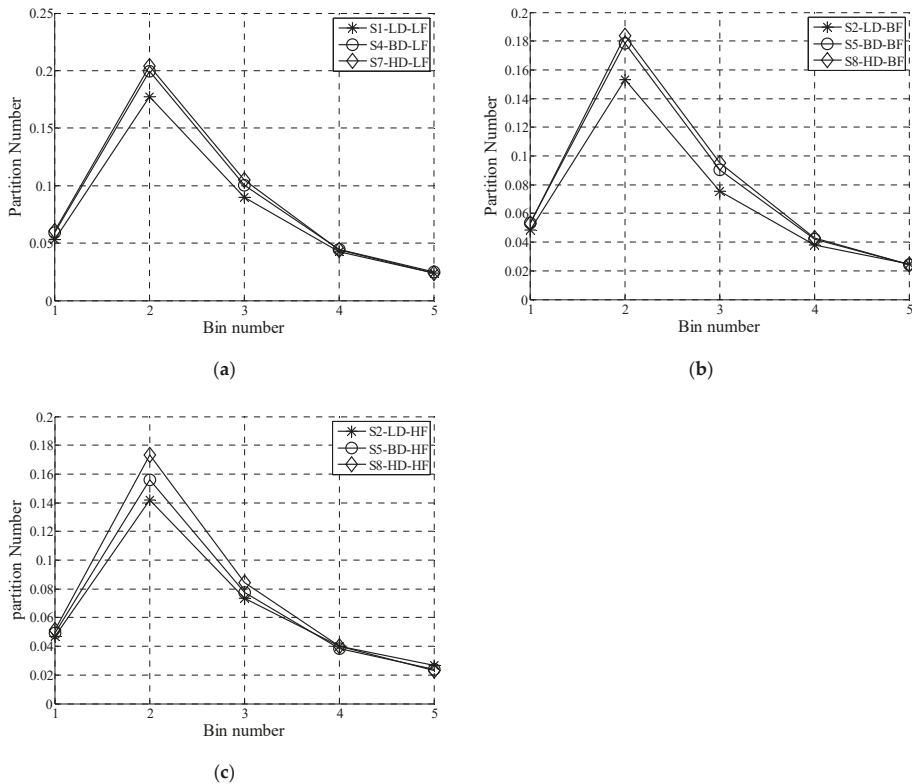 0.25
0.2
0.15
0.1
0.05
0
Partition Number
1 2 3 4 5
Bin number
S1-LD-LF
S4-BD-LF
S7-HD-LF
(a)
0.2
0.18
0.16
0.14
0.12
0.1
0.08
0.06
0.04
0.02
0
Partition Number
1 2 3 4 5
Bin number
S2-LD-BF
S5-BD-BF
S8-HD-BF
(b)
0.2
0.18
0.16
0.14
0.12
0.1
0.08
0.06
0.04
0.02
0
partition Number
1 2 3 4 5
Bin number
S2-LD-HF
S5-BD-HF
S8-HD-HF
(c)